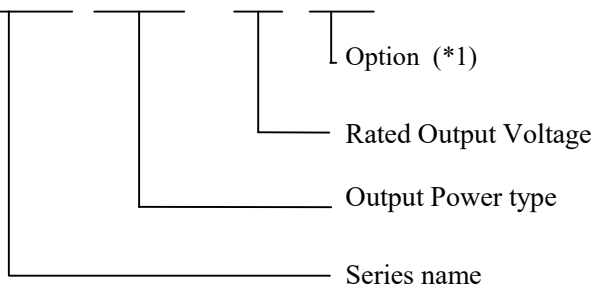 Option (*1)
Rated Output Voltage
Output Power type
Series name